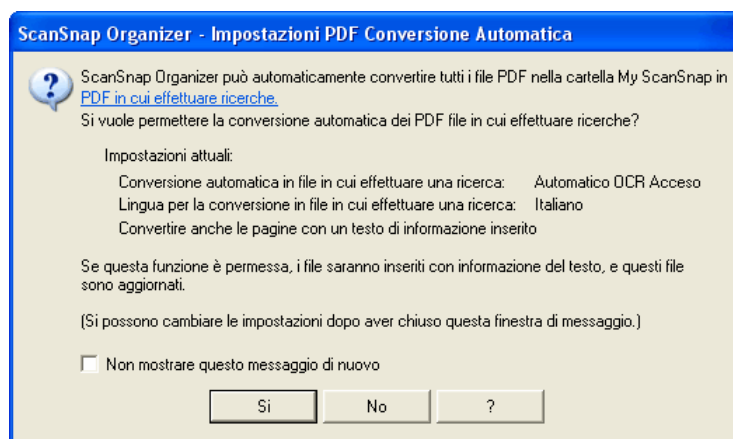 ScanSnap Organizer - Impostazioni PDF Conversione Automatica
ScanSnap Organizer può automaticamente convertire tutti i file PDF nella cartella My ScanSnap in
PDF in cui effettuare ricerche.
Si vuole permettere la conversione automatica dei PDF file in cui effettuare ricerche?
Impostazioni attuali:
Conversione automatica in file in cui effettuare una ricerca: Automatico OCR Acceso
Lingua per la conversione in file in cui effettuare una ricerca: Italiano
Convertire anche le pagine con un testo di informazione inserito
Se questa funzione è permessa, i file saranno inseriti con informazione del testo, e questi file
sono aggiornati.
(Si possono cambiare le impostazioni dopo aver chiuso questa finestra di messaggio.)
Non mostrare questo messaggio di nuovo
Si No ?